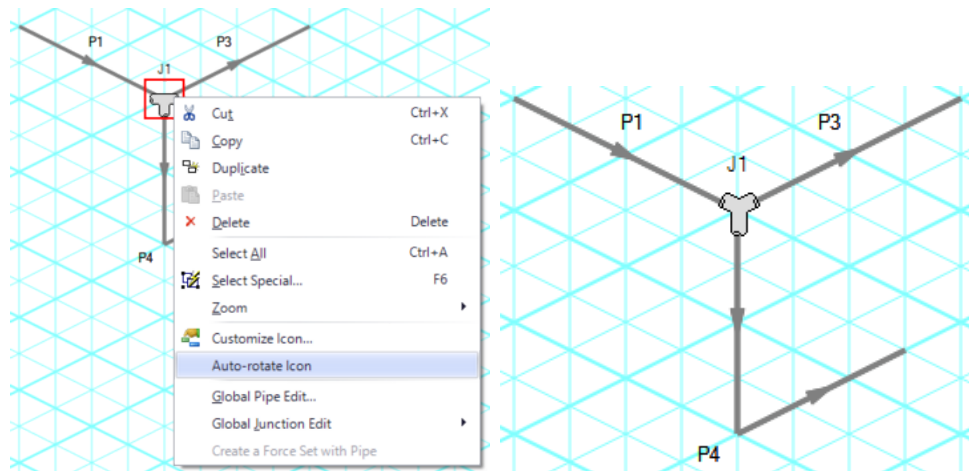 P1
P3
J1
Cut Ctrl+X
Copy Ctrl+C
Duplicate
Paste
Delete Delete
Select All Ctrl+A
Select Special... F6
Zoom
Customize Icon...
Auto-rotate Icon
Global Pipe Edit...
Global Junction Edit
Create a Force Set with Pipe
P4
P1
P3
J1
P4